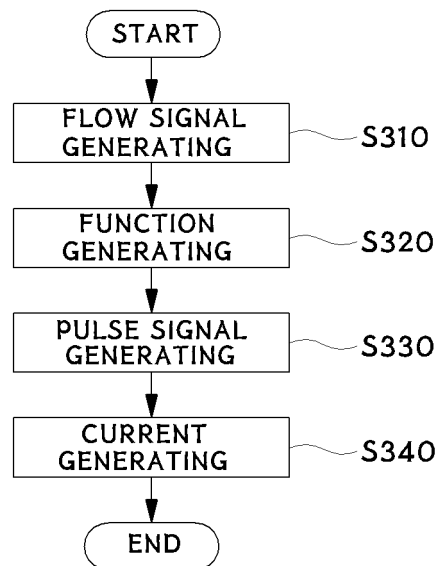 START
FLOW SIGNAL
GENERATING
S310
FUNCTION
GENERATING
S320
PULSE SIGNAL
GENERATING
S330
CURRENT
GENERATING
S340
END